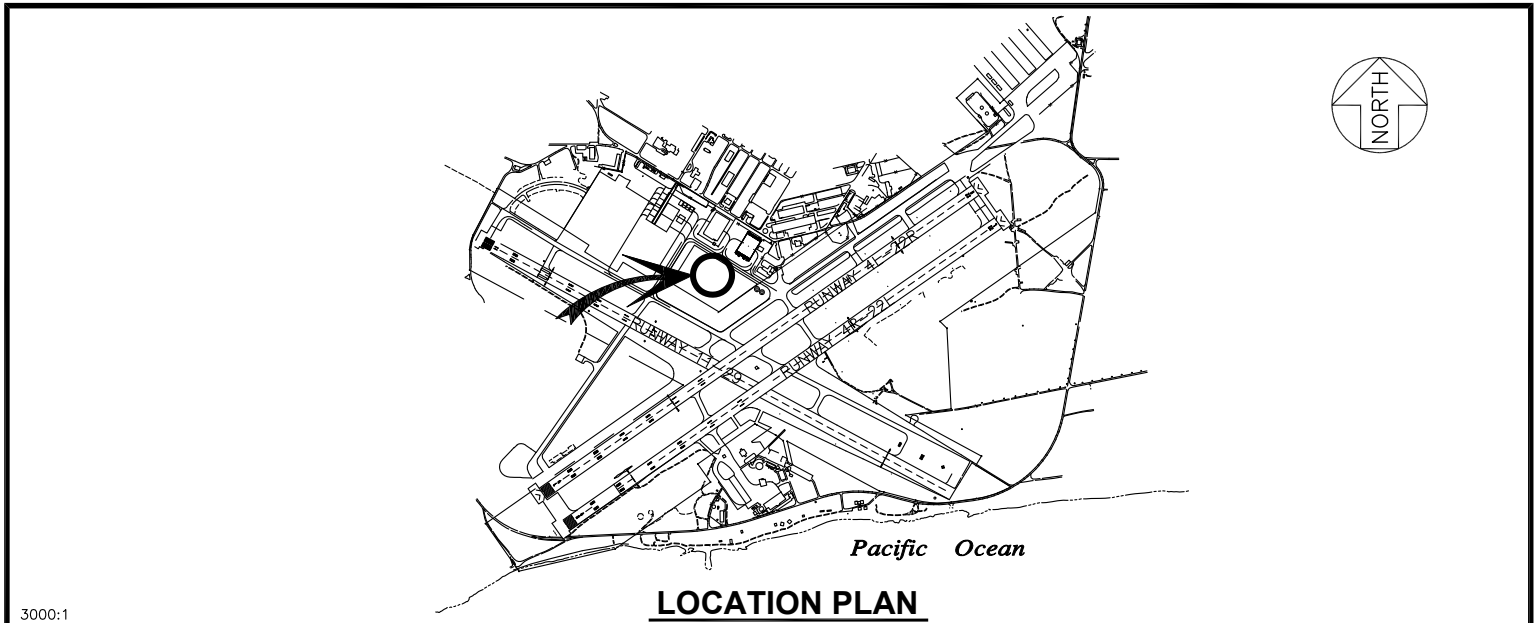 NORTH
RUNWAY 4L-22R
RUNWAY 4R-22L
RUNWAY 11-29
Pacific Ocean
LOCATION PLAN
3000:1